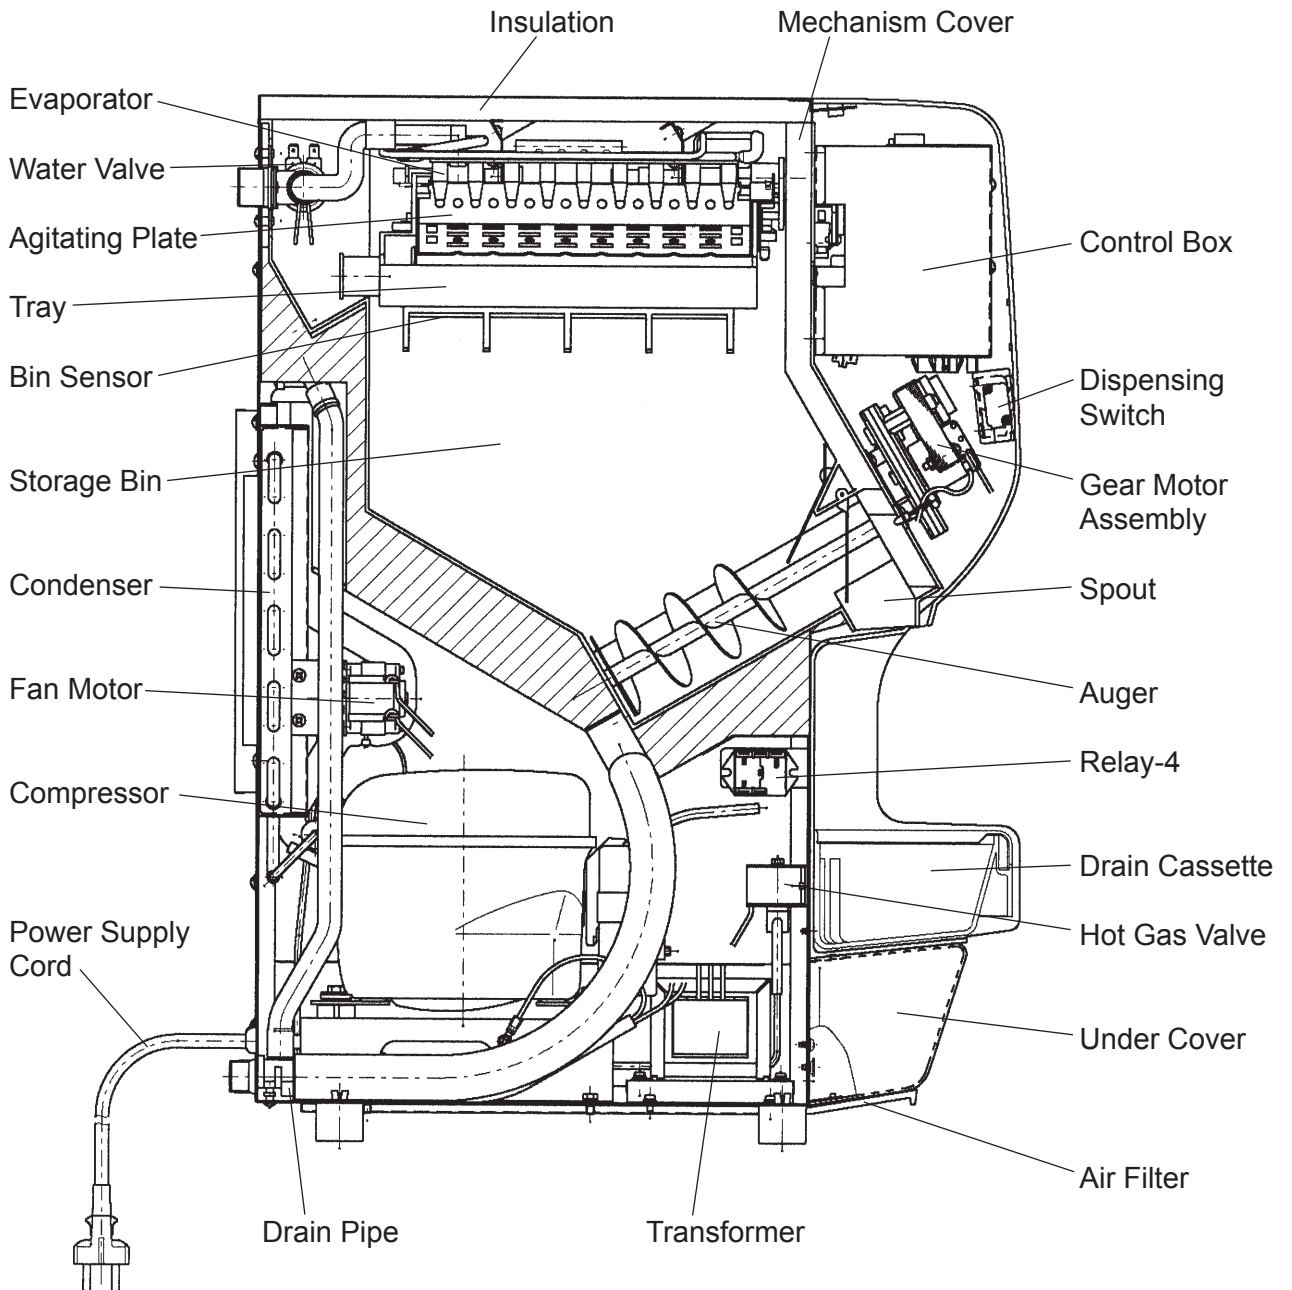 Insulation
Mechanism Cover
Evaporator
Water Valve
Agitating Plate
Tray
Bin Sensor
Storage Bin
Condenser
Fan Motor
Compressor
Power Supply
Cord
Drain Pipe
Transformer
Control Box
Dispensing
Switch
Gear Motor
Assembly
Spout
Auger
Relay-4
Drain Cassette
Hot Gas Valve
Under Cover
Air Filter